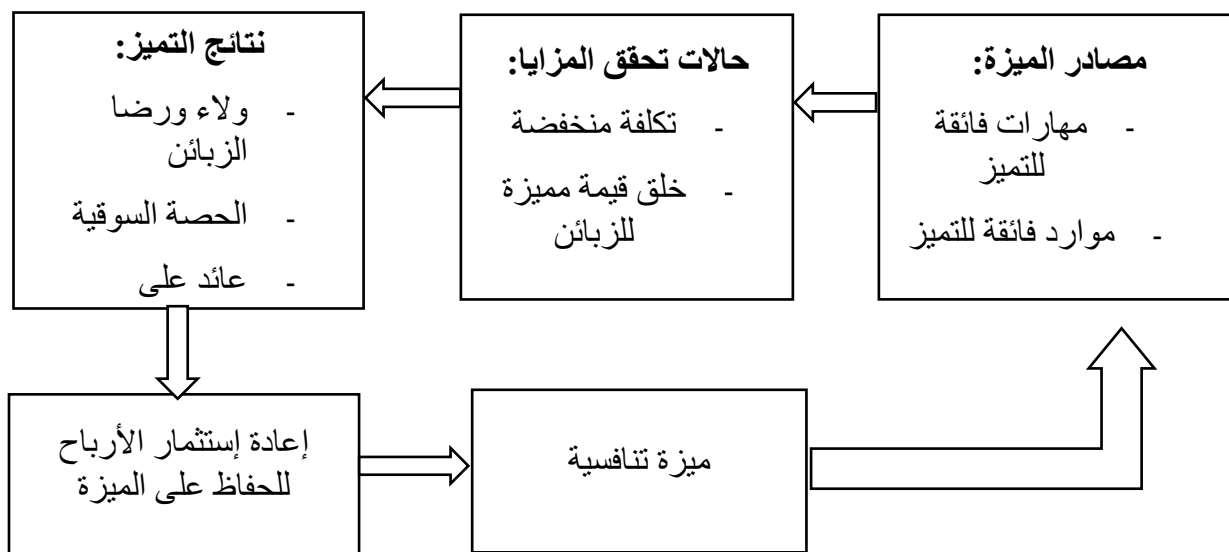 مصادر الميزة:
- مهارات فائقة
للتميز
- موارد فائقة للتميز
حالات تحقق المزايا:
- تكلفة منخفضة
- خلق قيمة مميزة
للزبائن
نتائج التميز:
- ولاء ورضا
الزبائن
- الحصة السوقية
- عائد على
إعادة إستثمار الأرباح
للحفاظ على الميزة
ميزة تنافسية